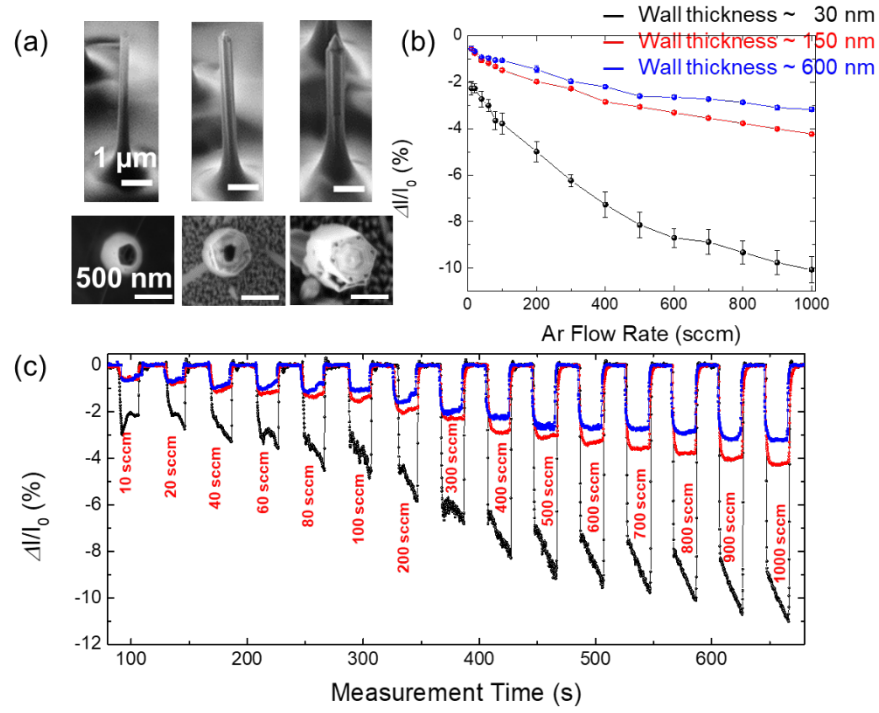 (a)
1 µm
500 nm
(b)
Wall thickness ~ 30 nm
Wall thickness ~ 150 nm
Wall thickness ~ 600 nm
0
-2
-4
-6
-8
-10
ΔI/I₀ (%)
0 200 400 600 800 1000
Ar Flow Rate (sccm)
(c)
0
-2
-4
-6
-8
-10
-12
ΔI/I₀ (%)
10 sccm
20 sccm
40 sccm
60 sccm
80 sccm
100 sccm
200 sccm
300 sccm
400 sccm
500 sccm
600 sccm
700 sccm
800 sccm
900 sccm
1000 sccm
100 200 300 400 500 600
Measurement Time (s)